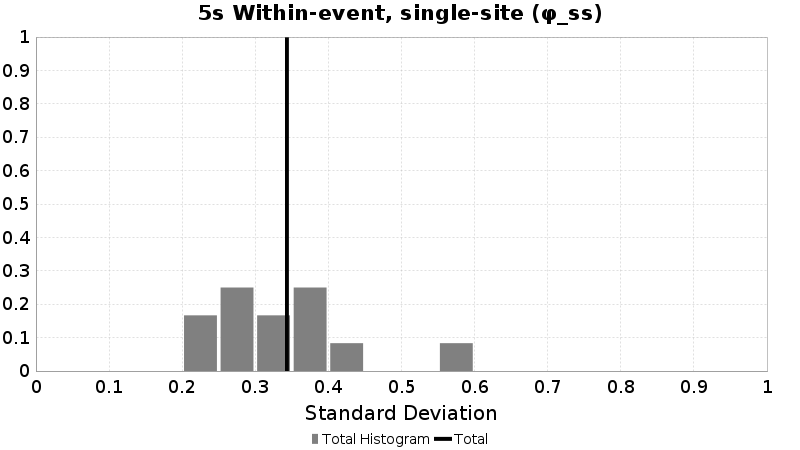 5s Within-event, single-site (φ_ss)
1
0.9
0.8
0.7
0.6
0.5
0.4
0.3
0.2
0.1
0
0 0.1 0.2 0.3 0.4 0.5 0.6 0.7 0.8 0.9 1
Standard Deviation
Total Histogram Total